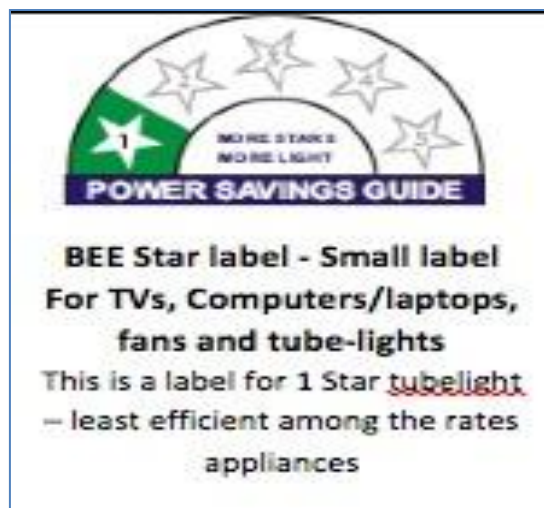 1 2 3 4 5
MORE STARS
MORE LIGHT
POWER SAVINGS GUIDE
BEE Star label - Small label
For TVs, Computers/laptops,
fans and tube-lights
This is a label for 1 Star tubelight
– least efficient among the rates
appliances